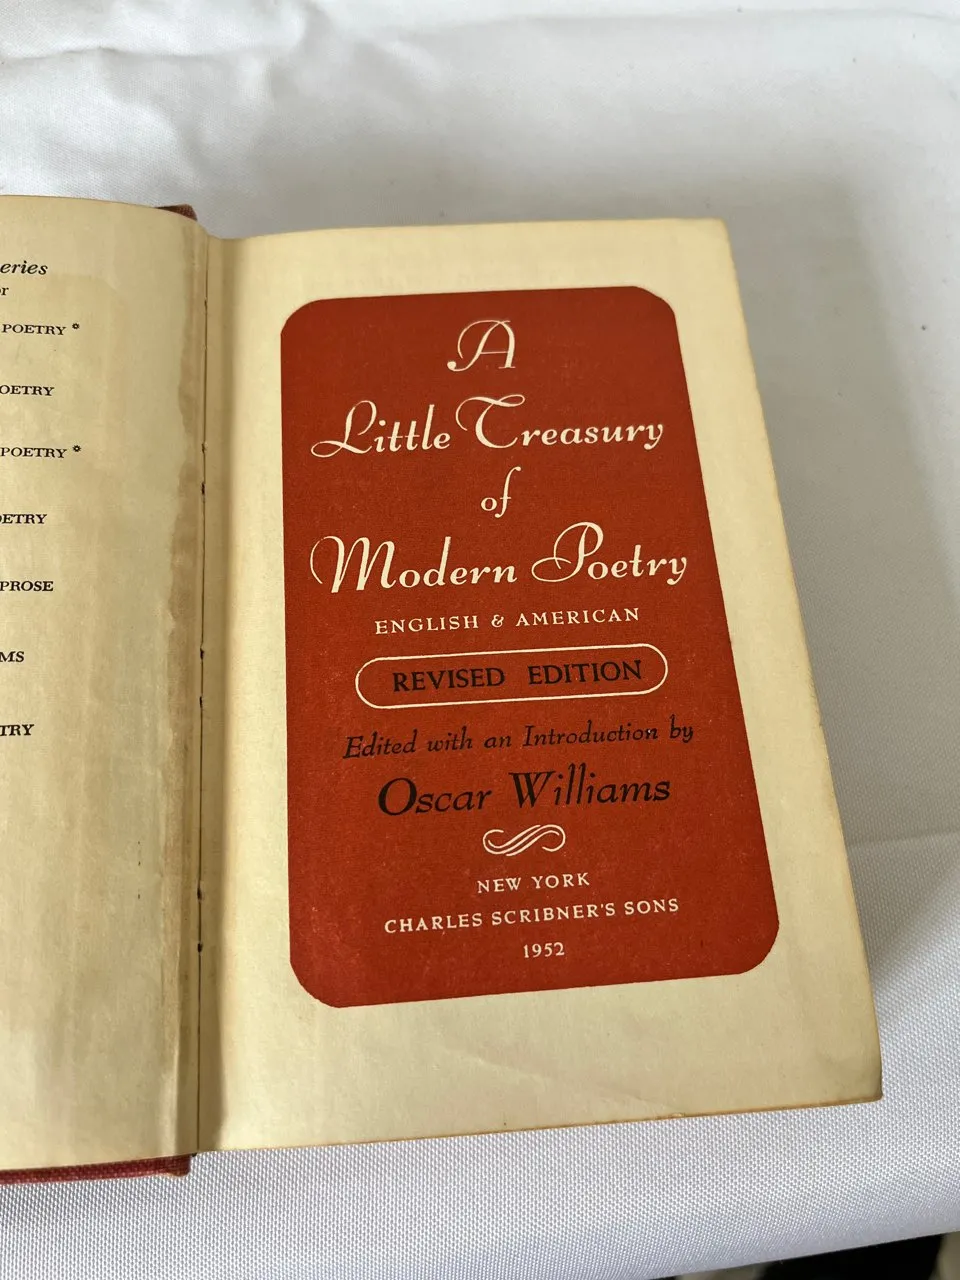 eries
or
POETRY *
OETRY
POETRY *
OETRY
PROSE
MS
TRY
A
Little Treasury
of
Modern Poetry
ENGLISH & AMERICAN
REVISED EDITION
Edited with an Introduction by
Oscar Williams
NEW YORK
CHARLES SCRIBNER'S SONS
1952